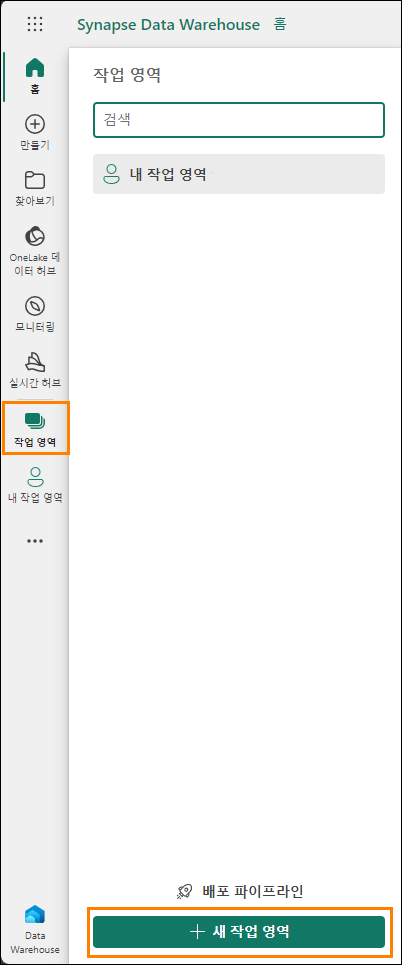 Synapse Data Warehouse 홈
홈
만들기
찾아보기
OneLake 데
이터 허브
모니터링
실시간 허브
작업 영역
내 작업 영역
Data
Warehouse
작업 영역
검색
내 작업 영역
배포 파이프라인
새 작업 영역